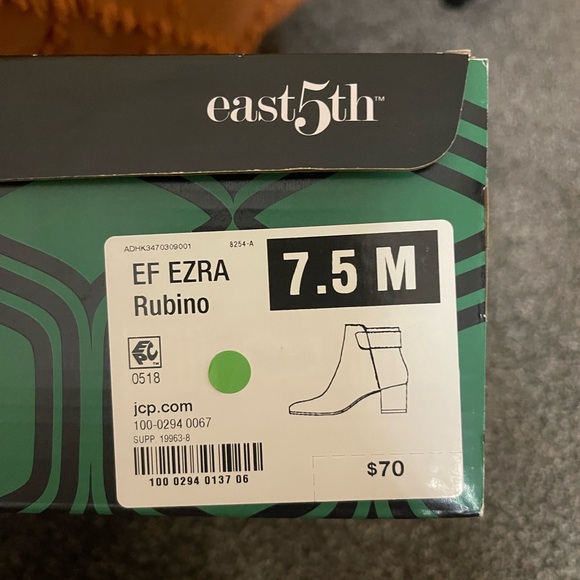 east5th™
ADHK3470309001 8254-A
EF EZRA
Rubino
7.5 M
EPC™
0518
jcp.com
100-0294 0067
SUPP. 19963-8
100 0294 0137 06
$70